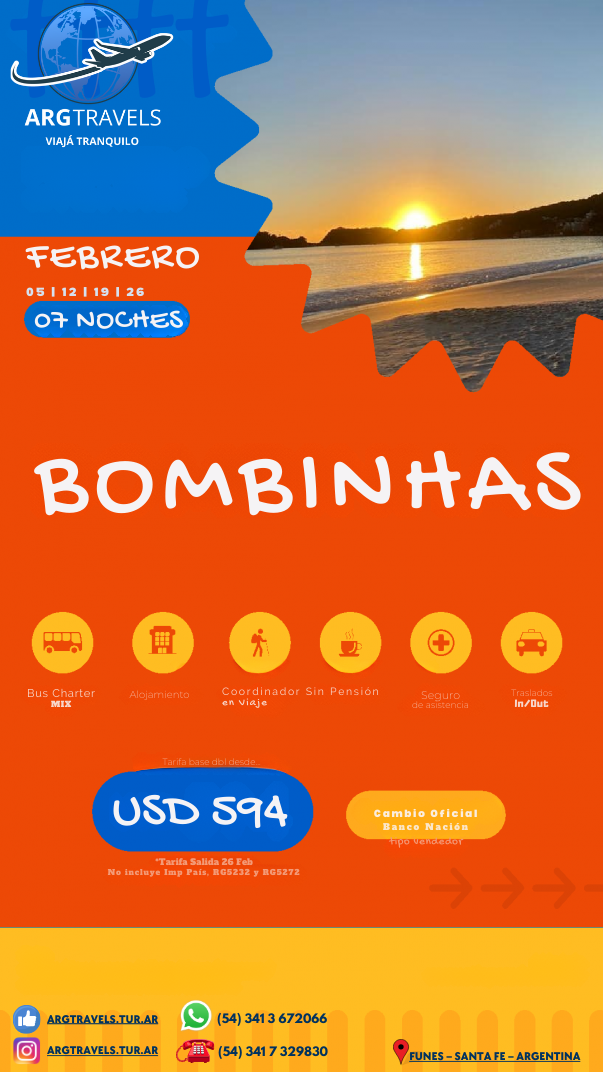 ARGTRAVELS
VIAJÁ TRANQUILO
FEBRERO
05 | 12 | 19 | 26
07 NOCHES
BOMBINHAS
Bus Charter
MIX
Alojamiento
Coordinador
en Viaje
Sin Pensión
Seguro
de asistencia
Traslados
In/Out
Tarifa base dbl desde...
USD 594
*Tarifa Salida 26 Feb
No incluye Imp País, RG5232 y RG5272
Cambio Oficial
Banco Nación
tipo vendedor
ARGTRAVELS.TUR.AR
(54) 341 3 672066
ARGTRAVELS.TUR.AR
(54) 341 7 329830
FUNES – SANTA FE – ARGENTINA